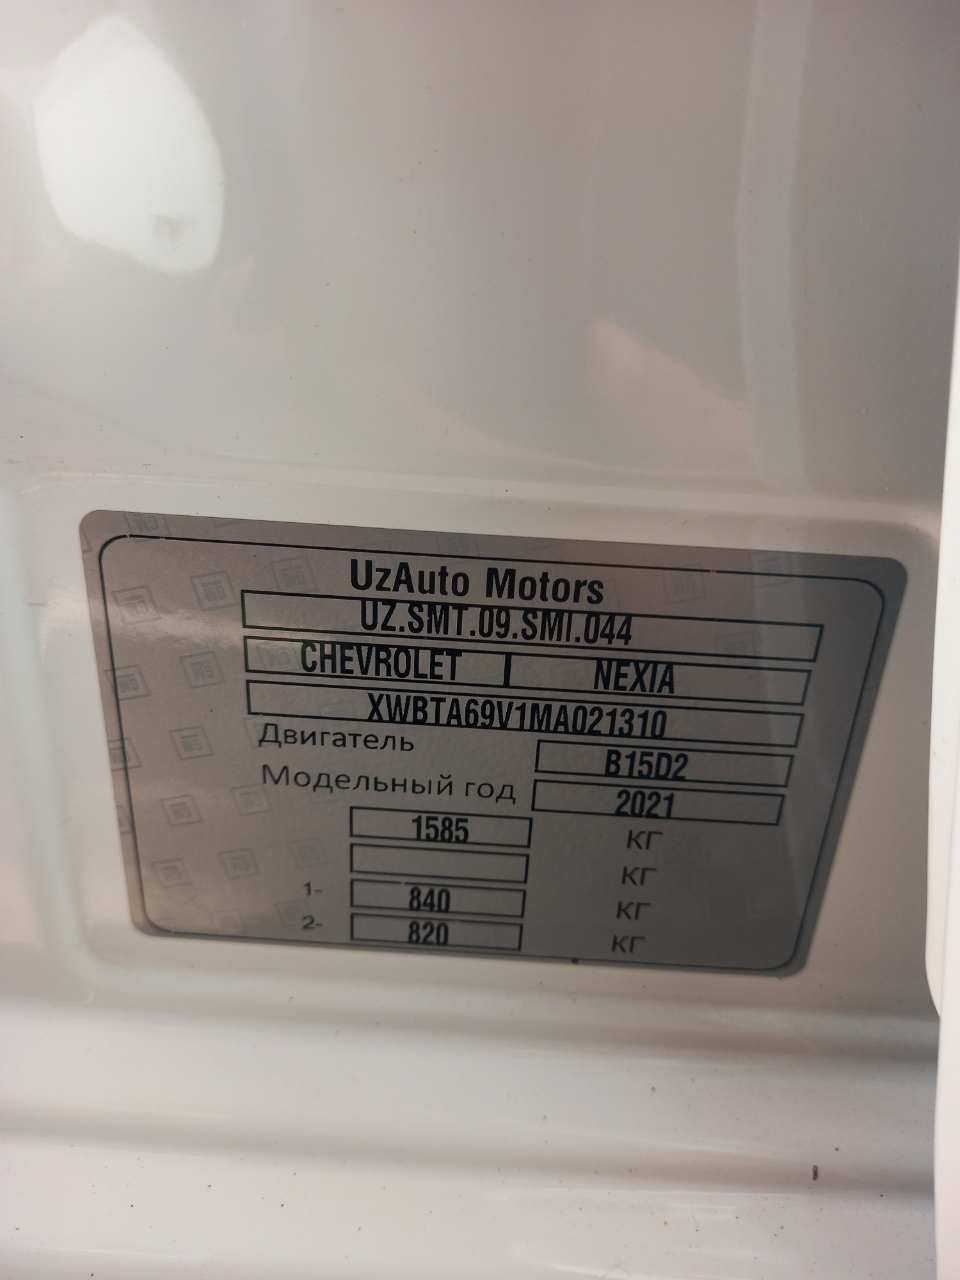 UzAuto Motors
UZ.SMT.09.SMI.044
CHEVROLET NEXIA
XWBTA69V1MA021310
Двигатель B15D2
Модельный год 2021
1585 КГ
КГ
1- 840 КГ
2- 820 КГ